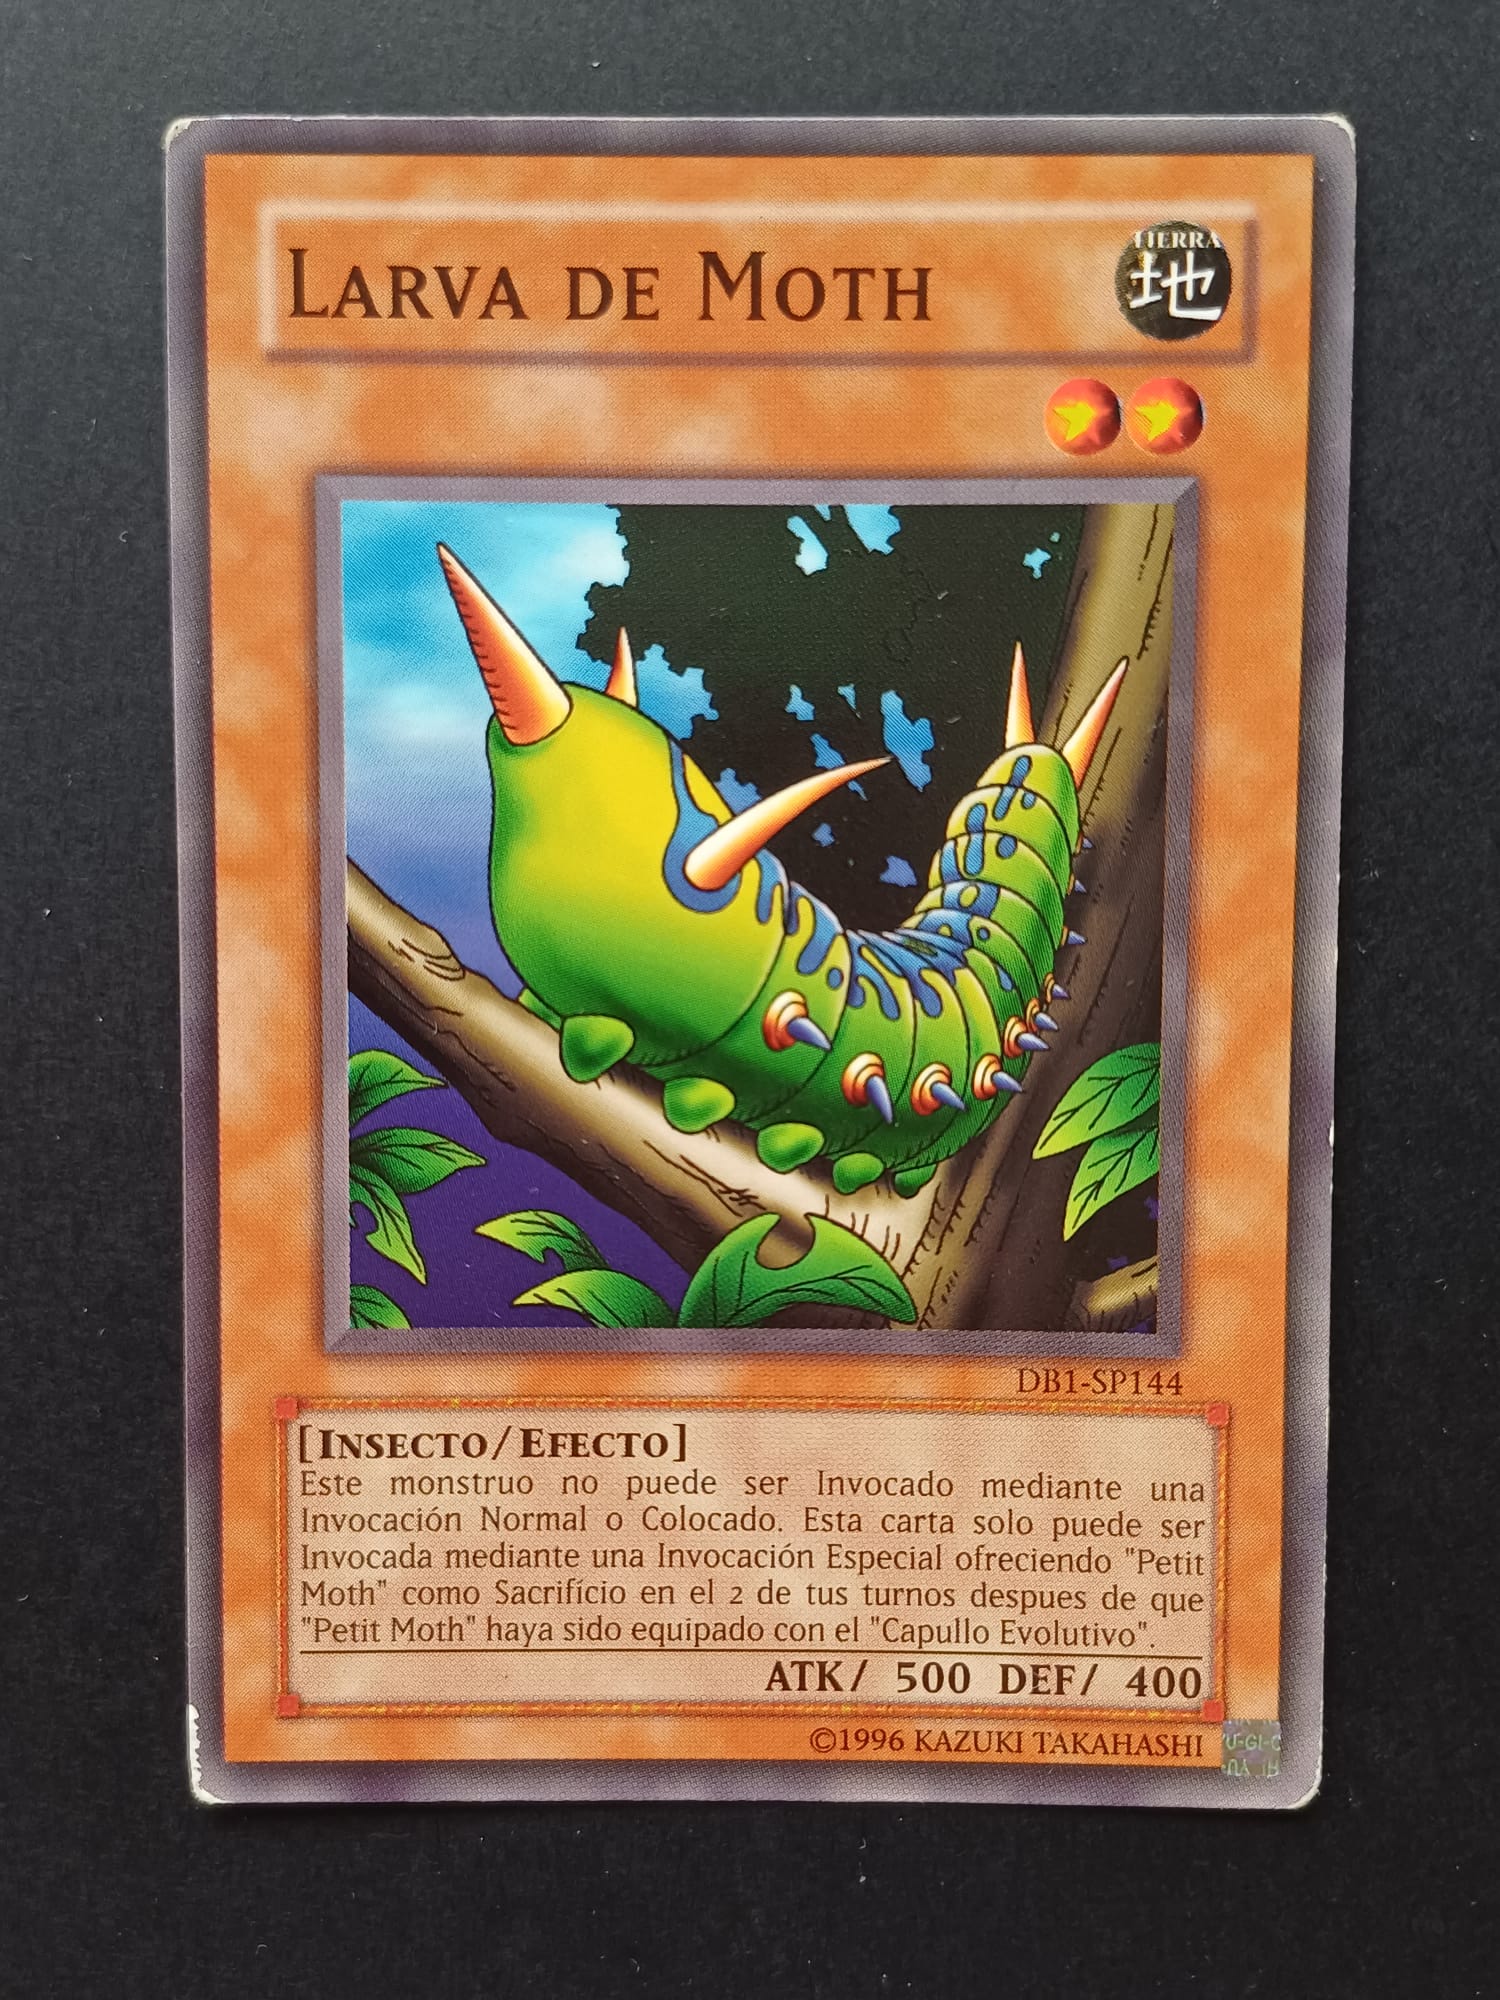 Larva de Moth
TIERRA
地
DB1-SP144
[Insecto/Efecto]
Este monstruo no puede ser Invocado mediante una
Invocación Normal o Colocado. Esta carta solo puede ser
Invocada mediante una Invocación Especial ofreciendo "Petit
Moth" como Sacrifício en el 2 de tus turnos despues de que
"Petit Moth" haya sido equipado con el "Capullo Evolutivo".
ATK/ 500 DEF/ 400
©1996 KAZUKI TAKAHASHI